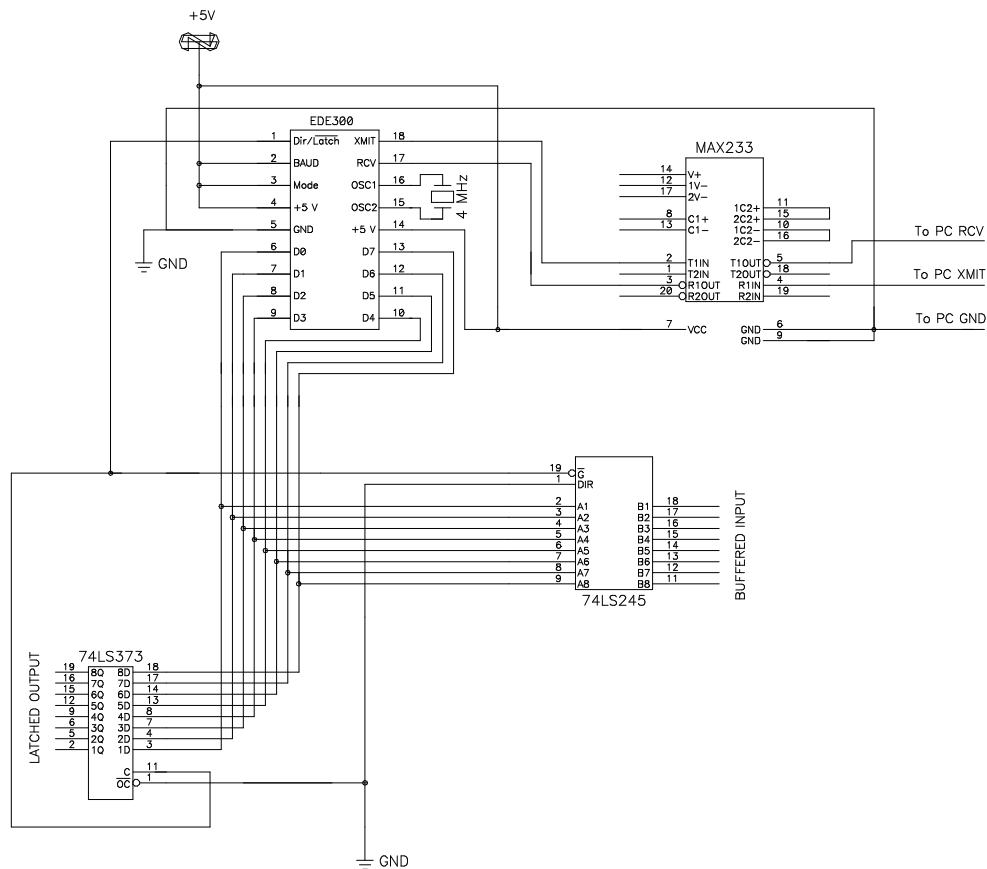 +5V
EDE300
1 Dir/Latch XMIT 18
2 BAUD RCV 17
3 Mode OSC1 16
4 +5 V OSC2 15
5 GND +5 V 14
6 D0 D7 13
7 D1 D6 12
8 D2 D5 11
9 D3 D4 10
4 MHz
GND
MAX233
14 V+
12 1V-
17 2V-
8 C1+
13 C1-
1C2+ 11
2C2+ 15
1C2- 10
2C2- 16
2 T1IN T1OUT 5
1 T2IN T2OUT 18
3 R1OUT R1IN 4
20 R2OUT R2IN 19
7 VCC GND 6
GND 9
To PC RCV
To PC XMIT
To PC GND
19 G
1 DIR
2 A1 B1 18
3 A2 B2 17
4 A3 B3 16
5 A4 B4 15
6 A5 B5 14
7 A6 B6 13
8 A7 B7 12
9 A8 B8 11
74LS245
BUFFERED INPUT
74LS373
19 8Q 8D 18
16 7Q 7D 17
15 6Q 6D 14
12 5Q 5D 13
9 4Q 4D 8
6 3Q 3D 7
5 2Q 2D 4
2 1Q 1D 3
C 11
OC 1
LATCHED OUTPUT
GND